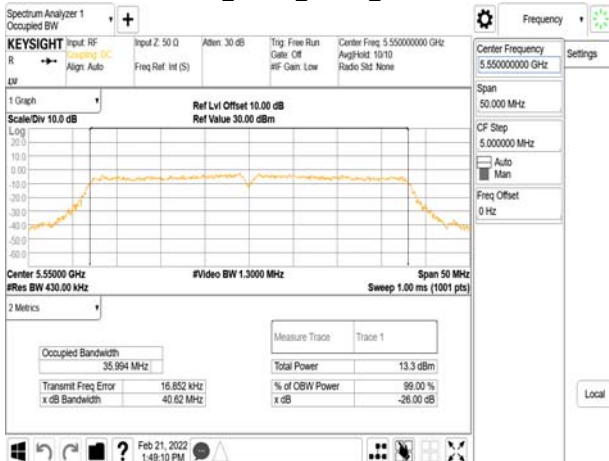 Spectrum Analyzer 1
Occupied BW
Frequency
KEYSIGHT
R
Input: RF
Coupling: DC
Align: Auto
Input Z: 50 Ω
Freq Ref: Int (S)
Atten: 30 dB
Trig: Free Run
Gate: Off
#IF Gain: Low
Center Freq: 5.550000000 GHz
Avg|Hold: 10/10
Radio Std: None
Center Frequency
5.550000000 GHz
Settings
Span
50.000 MHz
CF Step
5.000000 MHz
Auto
Man
Freq Offset
0 Hz
Local
1 Graph
Scale/Div 10.0 dB
Ref Lvl Offset 10.00 dB
Ref Value 30.00 dBm
Log
20.0
10.0
0.00
-10.0
-20.0
-30.0
-40.0
-50.0
-60.0
Center 5.55000 GHz
#Res BW 430.00 kHz
#Video BW 1.3000 MHz
Span 50 MHz
Sweep 1.00 ms (1001 pts)
2 Metrics
Measure Trace
Trace 1
Occupied Bandwidth
35.994 MHz
Total Power
13.3 dBm
Transmit Freq Error
16.852 kHz
% of OBW Power
99.00 %
x dB Bandwidth
40.62 MHz
x dB
-26.00 dB
Feb 21, 2022
1:49:10 PM